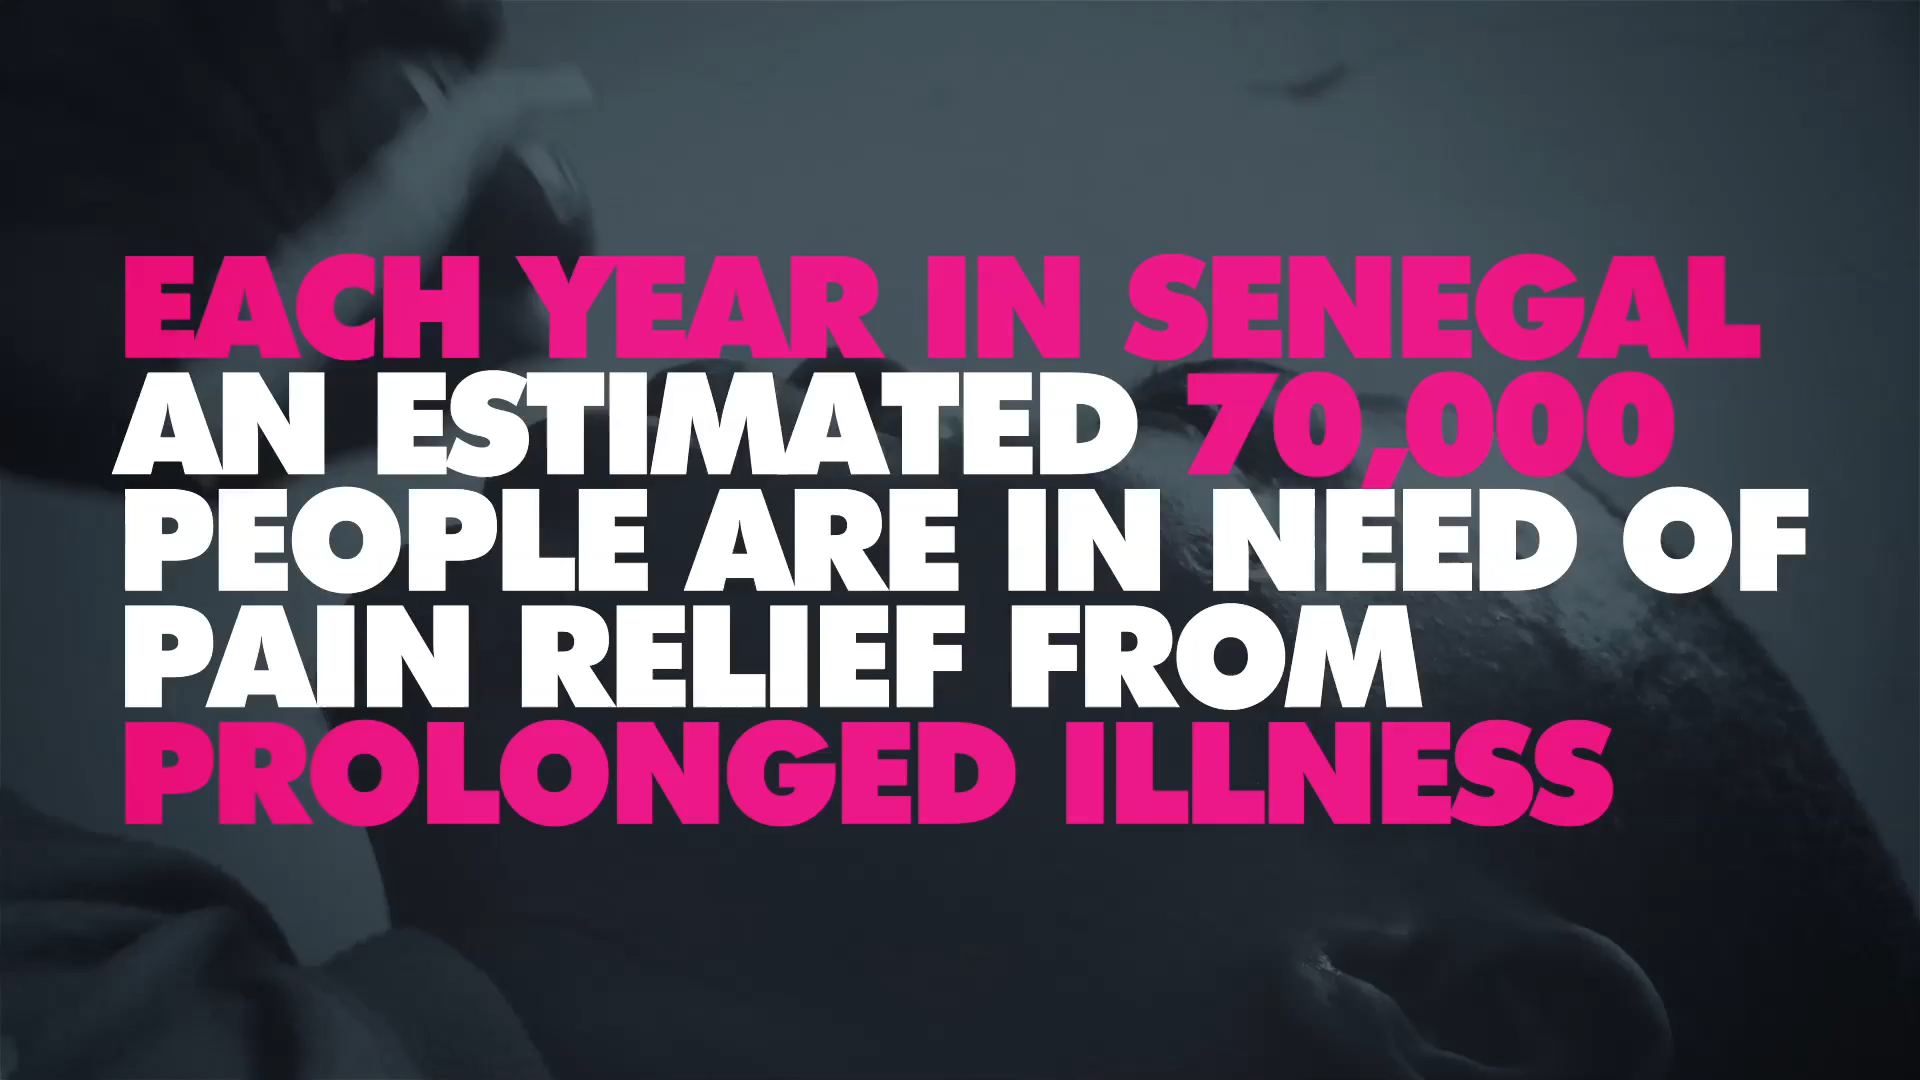 EACH YEAR IN SENEGAL
AN ESTIMATED 70,000
PEOPLE ARE IN NEED OF
PAIN RELIEF FROM
PROLONGED ILLNESS